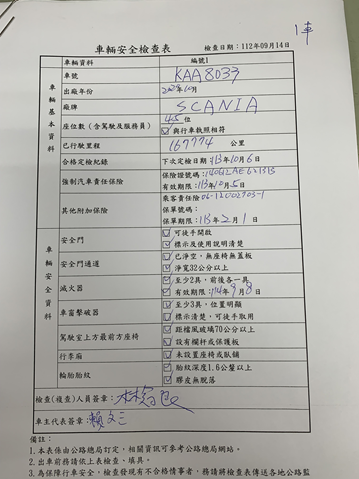 1車
車輛安全檢查表 檢查日期：112年09月14日
車輛資料 編號1
車輛基本資料
車號 KAA8033
出廠年份 年 月
廠牌 SCANIA
座位數（含駕駛及服務員） 45 位
與行車執照相符
已行駛里程 167774 公里
合格定檢紀錄 下次定檢日期：113年10月6日
強制汽車責任保險 保險證號碼：
有效期限：113年10月5日
其他附加保險 乘客責任險
保單號碼：
保單期限：113年2月1日
車輛安全資料
安全門 可徒手開啟
標示及使用說明清楚
安全門通道 已淨空，無座椅無蓋板
淨寬32公分以上
滅火器 至少2具，前後各一具
有效期限：114年9月8日
車窗擊破器 至少3具，位置明顯
標示清楚，可徒手取用
駕駛室上方最前方座椅 距擋風玻璃70公分以上
設有欄杆或保護板
行李廂 未設置座椅或臥鋪
輪胎胎紋 胎紋深度1.6公釐以上
膠皮無脫落
檢查(複查)人員簽章：
車主代表簽章：賴文三
備註：
1.本表係由公路總局訂定，相關資訊可參考公路總局網站。
2.出車前務請依上表檢查、填具。
3.為保障行車安全，檢查發現有不合格情事者，務請將檢查表傳送各地公路監